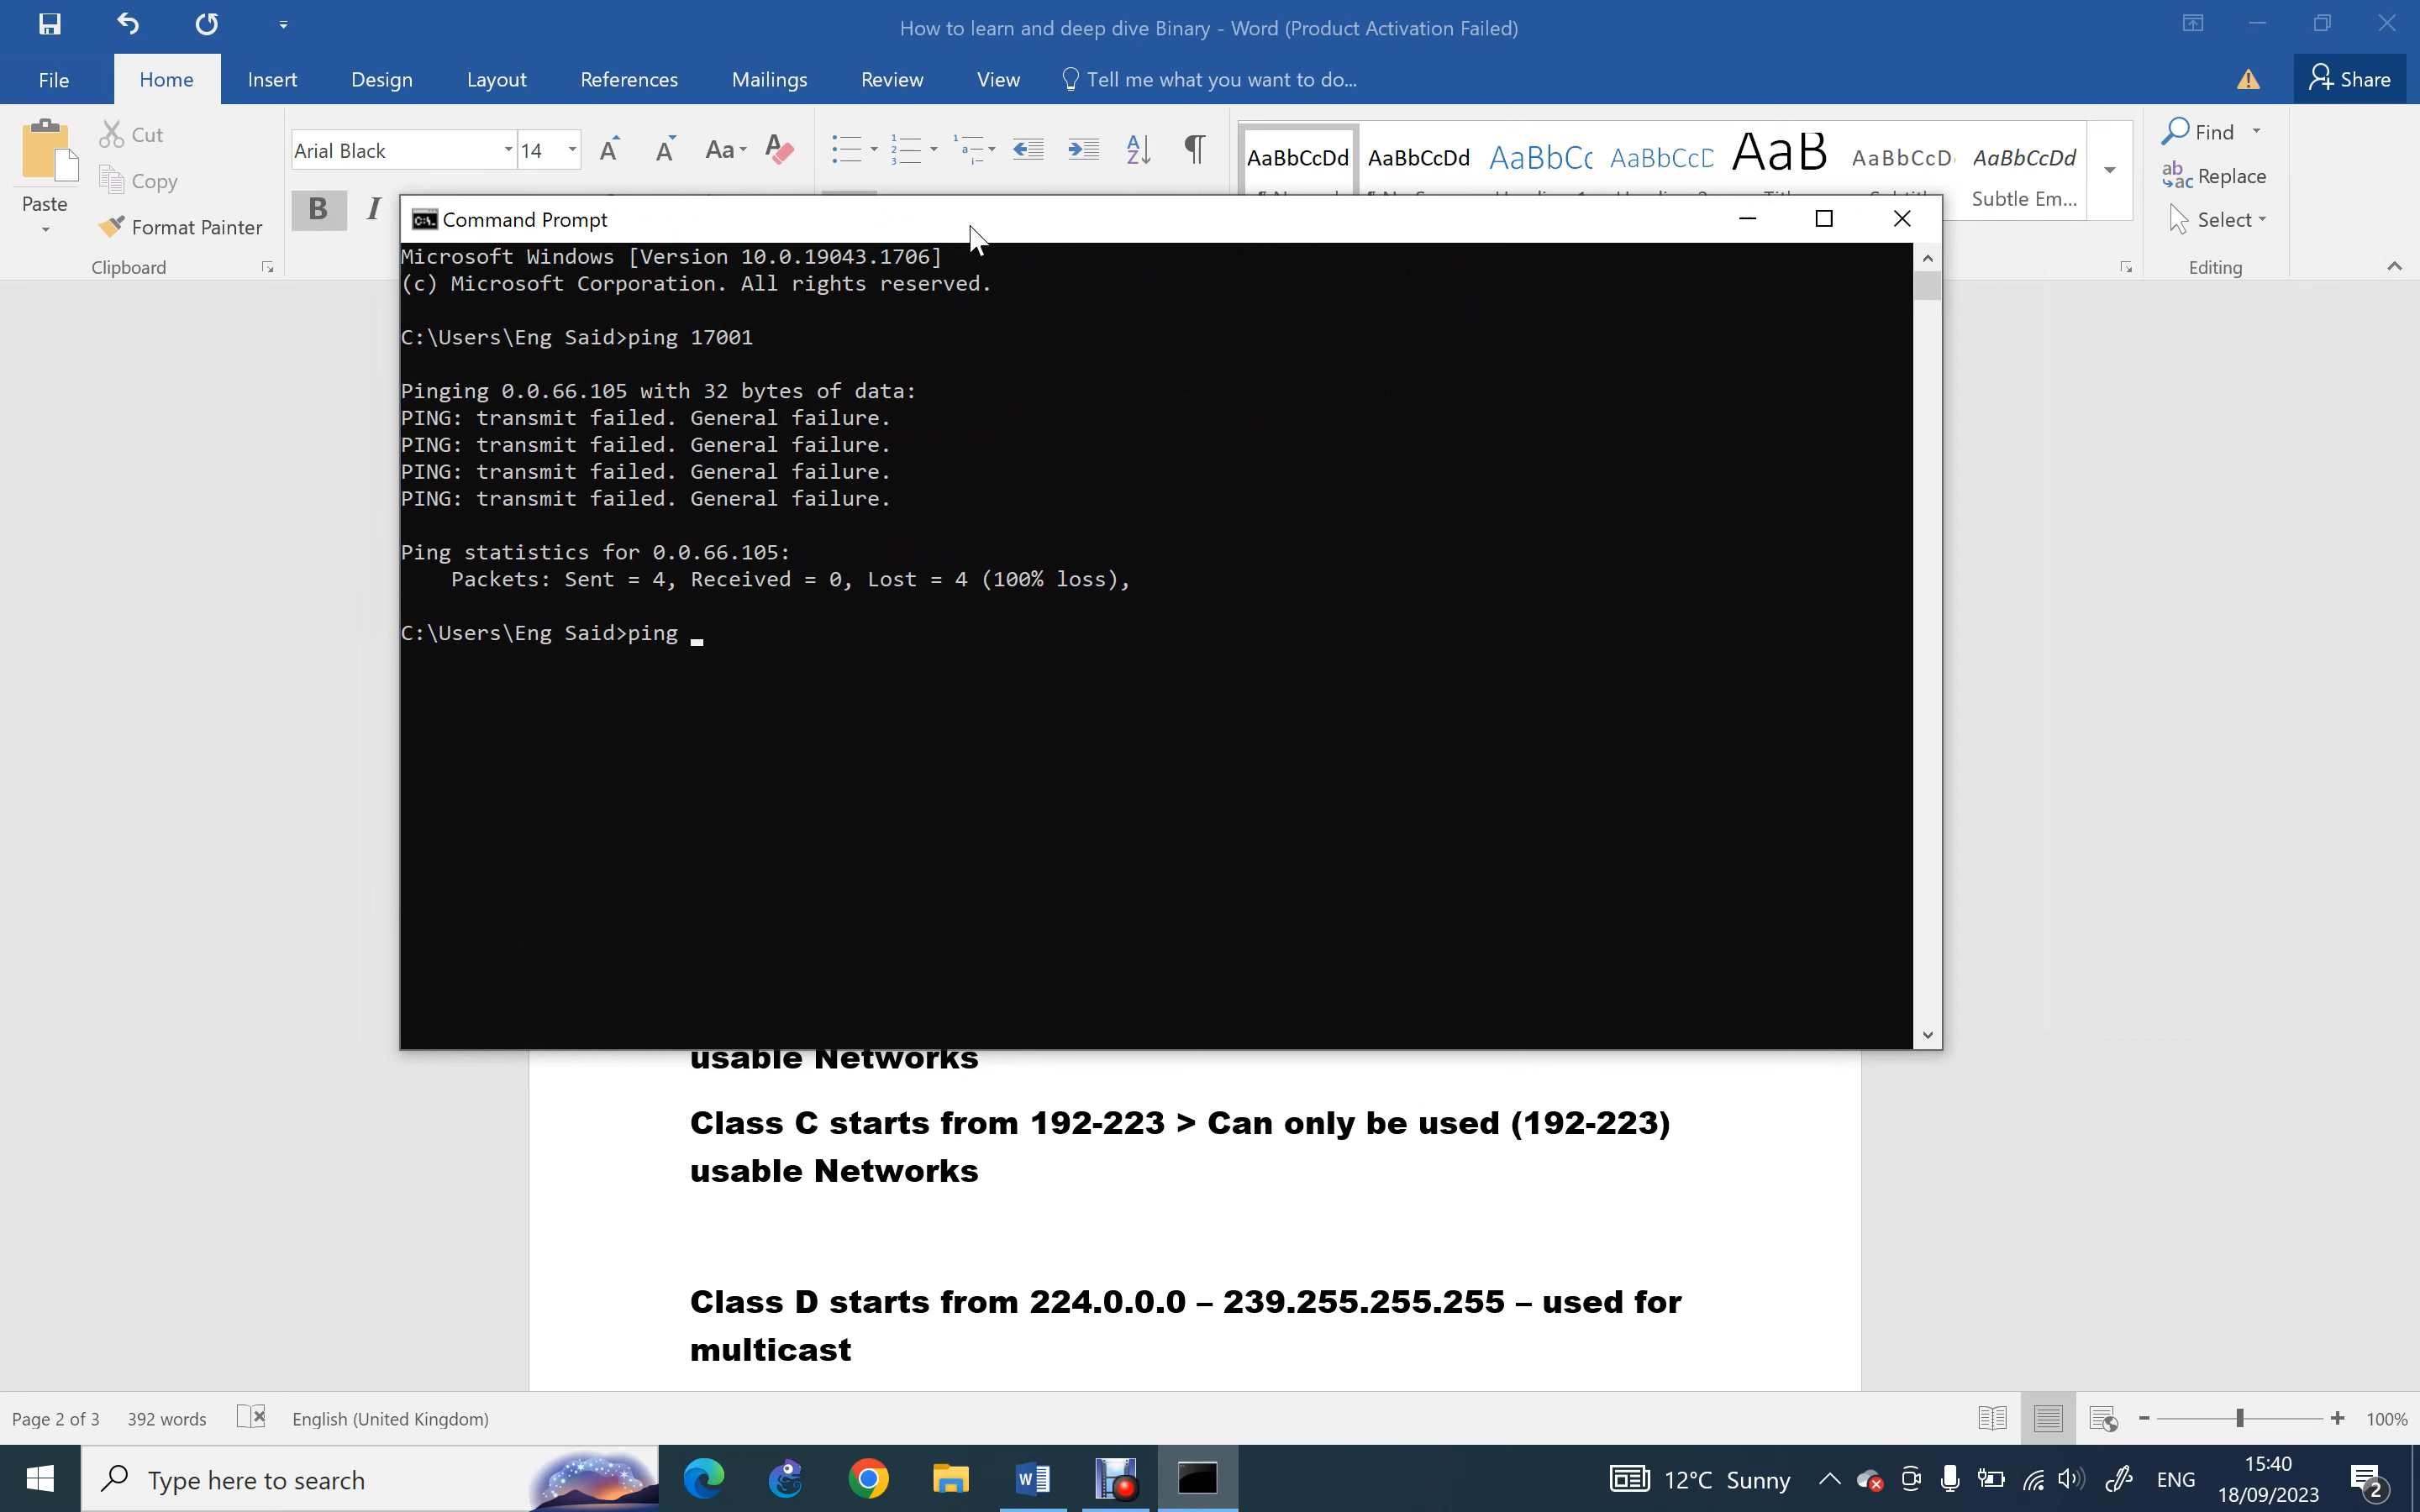 How to learn and deep dive Binary - Word (Product Activation Failed)
File Home Insert Design Layout References Mailings Review View Tell me what you want to do... Share
Paste
Cut
Copy
Format Painter
Clipboard
Arial Black 14
B I
AaBbCcDd AaBbCcDd AaBbCc AaBbCcD AaB AaBbCcD AaBbCcDd
Subtle Em...
Find
Replace
Select
Editing
Command Prompt
Microsoft Windows [Version 10.0.19043.1706]
(c) Microsoft Corporation. All rights reserved.
C:\Users\Eng Said>ping 17001
Pinging 0.0.66.105 with 32 bytes of data:
PING: transmit failed. General failure.
PING: transmit failed. General failure.
PING: transmit failed. General failure.
PING: transmit failed. General failure.
Ping statistics for 0.0.66.105:
Packets: Sent = 4, Received = 0, Lost = 4 (100% loss),
C:\Users\Eng Said>ping _
usable Networks
Class C starts from 192-223 > Can only be used (192-223)
usable Networks
Class D starts from 224.0.0.0 – 239.255.255.255 – used for
multicast
Page 2 of 3 392 words English (United Kingdom) 100%
Type here to search
12°C Sunny ENG
15:40
18/09/2023
2